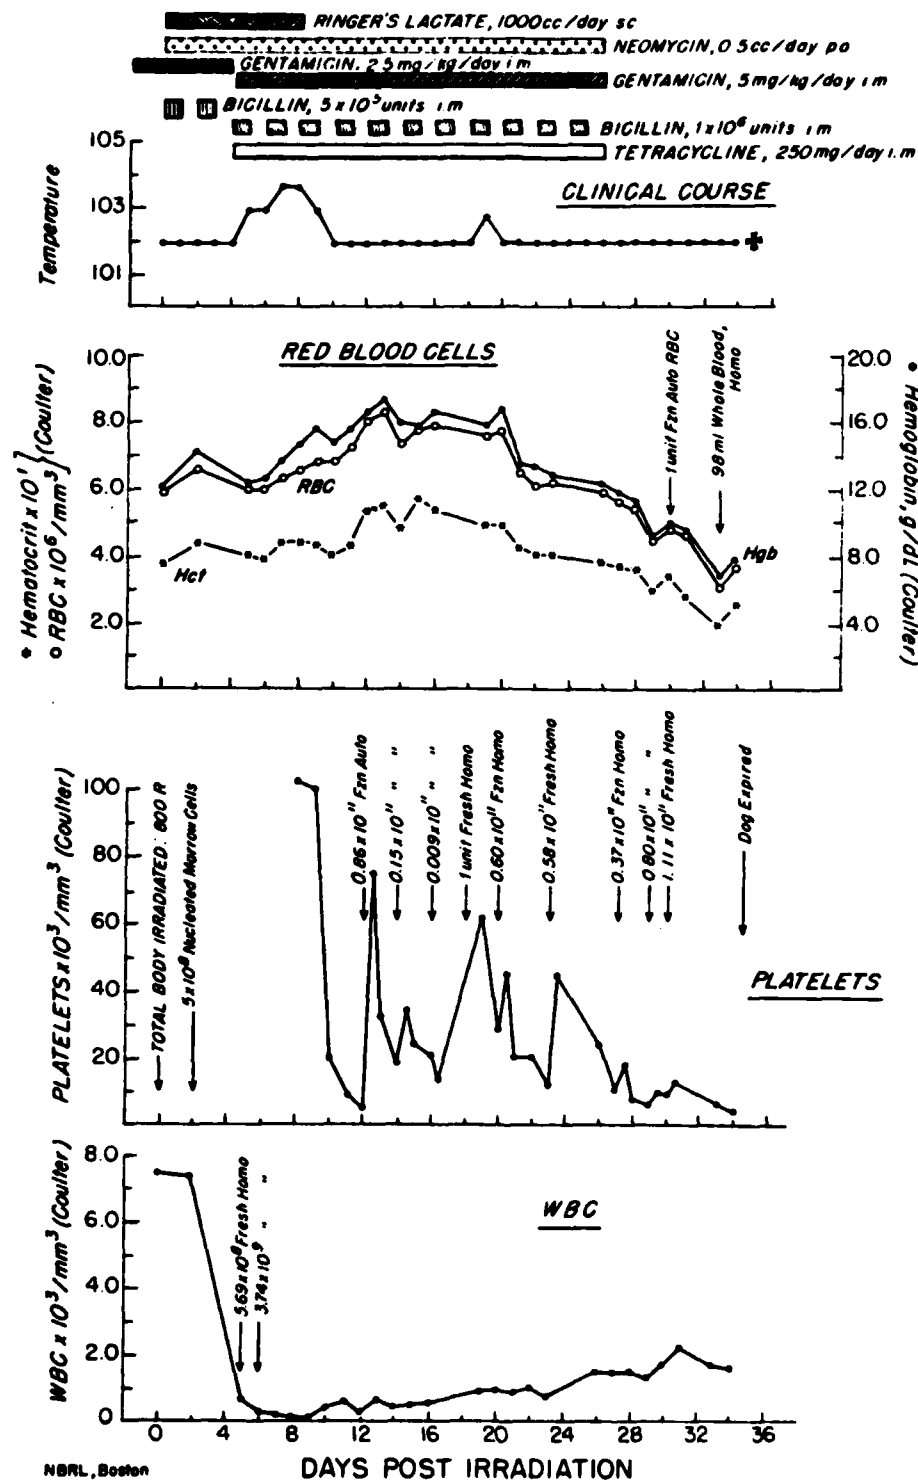 RINGER'S LACTATE, 1000cc/day sc
NEOMYCIN, 0.5cc/day po
GENTAMICIN, 2.5mg/kg/day i.m
GENTAMICIN, 5mg/kg/day i.m
BICILLIN, 5 x 10⁵ units i.m
BICILLIN, 1 x 10⁶ units i.m
TETRACYCLINE, 250mg/day i.m
CLINICAL COURSE
Temperature
105
103
101
RED BLOOD CELLS
* Hematocrit x 10¹
o RBC x 10⁶/mm³ (Coulter)
10.0
8.0
6.0
4.0
2.0
RBC
Hct
Hgb
1 unit Fzn Auto RBC
98 ml Whole Blood, Homo
20.0
16.0
12.0
8.0
4.0
• Hemoglobin, g/dl (Coulter)
PLATELETS x 10³/mm³ (Coulter)
100
80
60
40
20
TOTAL BODY IRRADIATED: 800 R
5 x 10⁸ Nucleated Marrow Cells
0.86 x 10¹¹ Fzn Auto
0.15 x 10¹¹ " "
0.009 x 10¹¹ " "
1 unit Fresh Homo
0.60 x 10¹¹ Fzn Homo
0.58 x 10¹¹ Fresh Homo
0.37 x 10¹¹ Fzn Homo
0.80 x 10¹¹ " "
1.11 x 10¹¹ Fresh Homo
Dog Expired
PLATELETS
WBC x 10³/mm³ (Coulter)
8.0
6.0
4.0
2.0
0
5.69 x 10⁸ Fresh Homo
3.74 x 10⁹ " "
WBC
0 4 8 12 16 20 24 28 32 36
NBRL, Boston
DAYS POST IRRADIATION